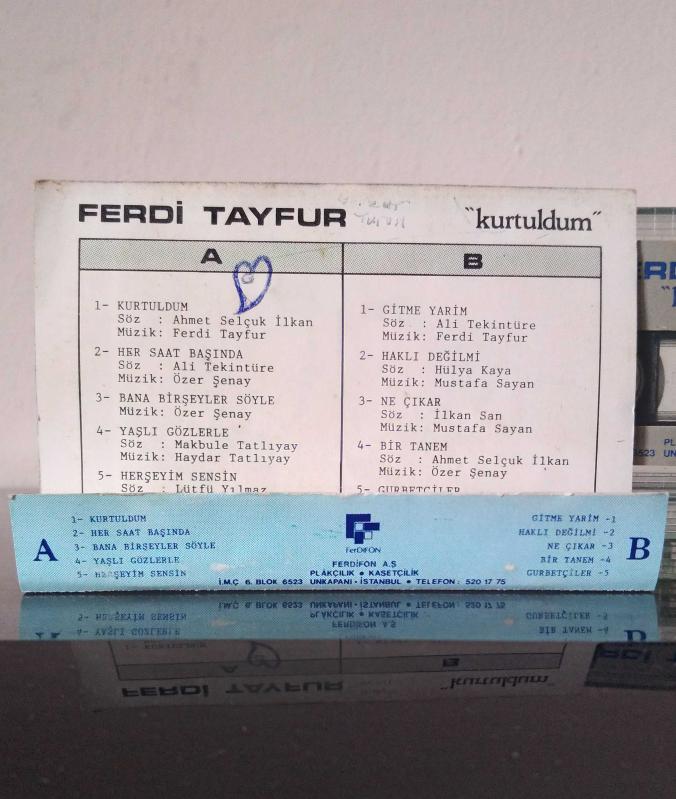 FERDİ TAYFUR "kurtuldum"
A
1- KURTULDUM
Söz : Ahmet Selçuk İlkan
Müzik: Ferdi Tayfur
2- HER SAAT BAŞINDA
Söz : Ali Tekintüre
Müzik: Özer Şenay
3- BANA BİRŞEYLER SÖYLE
Müzik: Özer Şenay
4- YAŞLI GÖZLERLE
Söz : Makbule Tatlıyay
Müzik: Haydar Tatlıyay
5- HERŞEYİM SENSİN
Söz : Lütfü Yılmaz
B
1- GİTME YARİM
Söz : Ali Tekintüre
Müzik: Ferdi Tayfur
2- HAKLI DEĞİLMİ
Söz : Hülya Kaya
Müzik: Mustafa Sayan
3- NE ÇIKAR
Söz : İlkan San
Müzik: Mustafa Sayan
4- BİR TANEM
Söz : Ahmet Selçuk İlkan
Müzik: Özer Şenay
5- GURBETÇİLER
A
1- KURTULDUM
2- HER SAAT BAŞINDA
3- BANA BİRŞEYLER SÖYLE
4- YAŞLI GÖZLERLE
5- HERŞEYİM SENSİN
FerDİFON
FERDİFON A.Ş
PLÂKÇILIK • KASETÇİLİK
İ.M.Ç 6. BLOK 6523 UNKAPANI - İSTANBUL • TELEFON : 520 17 75
GİTME YARİM -1
HAKLI DEĞİLMİ -2
NE ÇIKAR -3
BİR TANEM -4
GURBETÇİLER -5
B